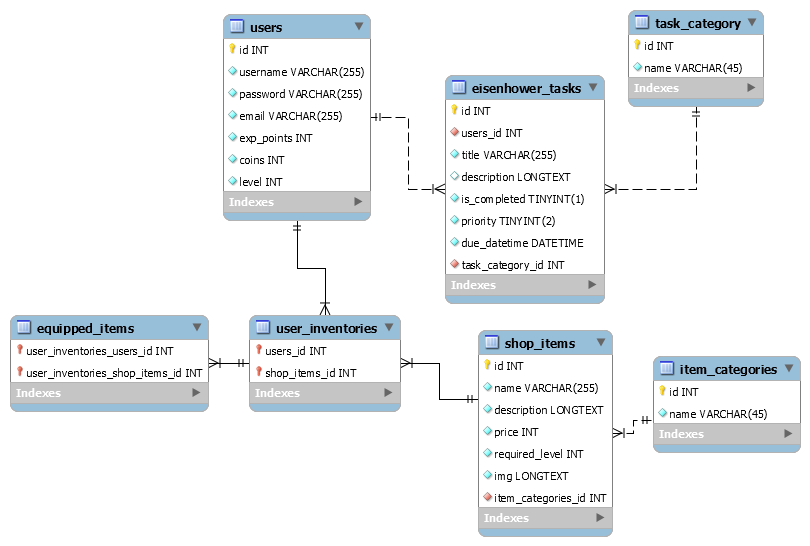 users
id INT
username VARCHAR(255)
password VARCHAR(255)
email VARCHAR(255)
exp_points INT
coins INT
level INT
Indexes
task_category
id INT
name VARCHAR(45)
Indexes
eisenhower_tasks
id INT
users_id INT
title VARCHAR(255)
description LONGTEXT
is_completed TINYINT(1)
priority TINYINT(2)
due_datetime DATETIME
task_category_id INT
Indexes
equipped_items
user_inventories_users_id INT
user_inventories_shop_items_id INT
Indexes
user_inventories
users_id INT
shop_items_id INT
Indexes
shop_items
id INT
name VARCHAR(255)
description LONGTEXT
price INT
required_level INT
img LONGTEXT
item_categories_id INT
Indexes
item_categories
id INT
name VARCHAR(45)
Indexes